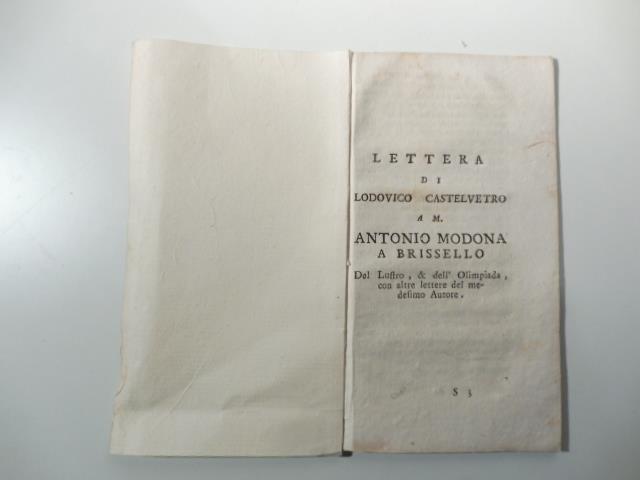 LETTERA
DI
LODOVICO CASTELVETRO
A M.
ANTONIO MODONA
A BRISSELLO
Del Luſtro, & dell' Olimpiada,
con altre lettere del me-
deſimo Autore.
S 3